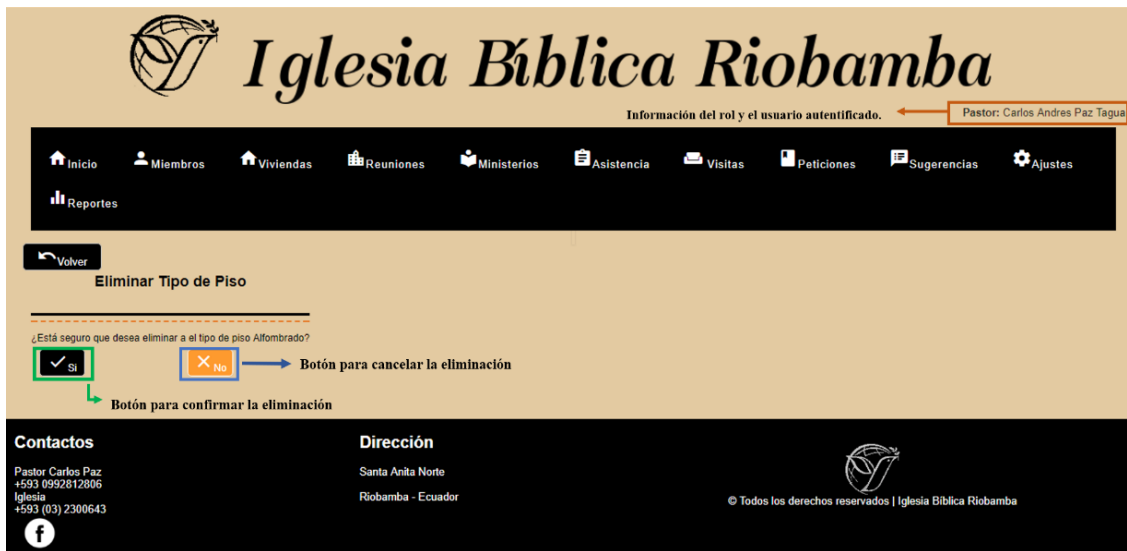 Iglesia Bíblica Riobamba
Información del rol y el usuario autentificado.
Pastor: Carlos Andres Paz Tagua
Inicio
Miembros
Viviendas
Reuniones
Ministerios
Asistencia
Visitas
Peticiones
Sugerencias
Ajustes
Reportes
Volver
Eliminar Tipo de Piso
¿Está seguro que desea eliminar a el tipo de piso Alfombrado?
Si
No
Botón para cancelar la eliminación
Botón para confirmar la eliminación
Contactos
Pastor Carlos Paz
+593 0992812806
Iglesia
+593 (03) 2300643
Dirección
Santa Anita Norte
Riobamba - Ecuador
© Todos los derechos reservados | Iglesia Bíblica Riobamba